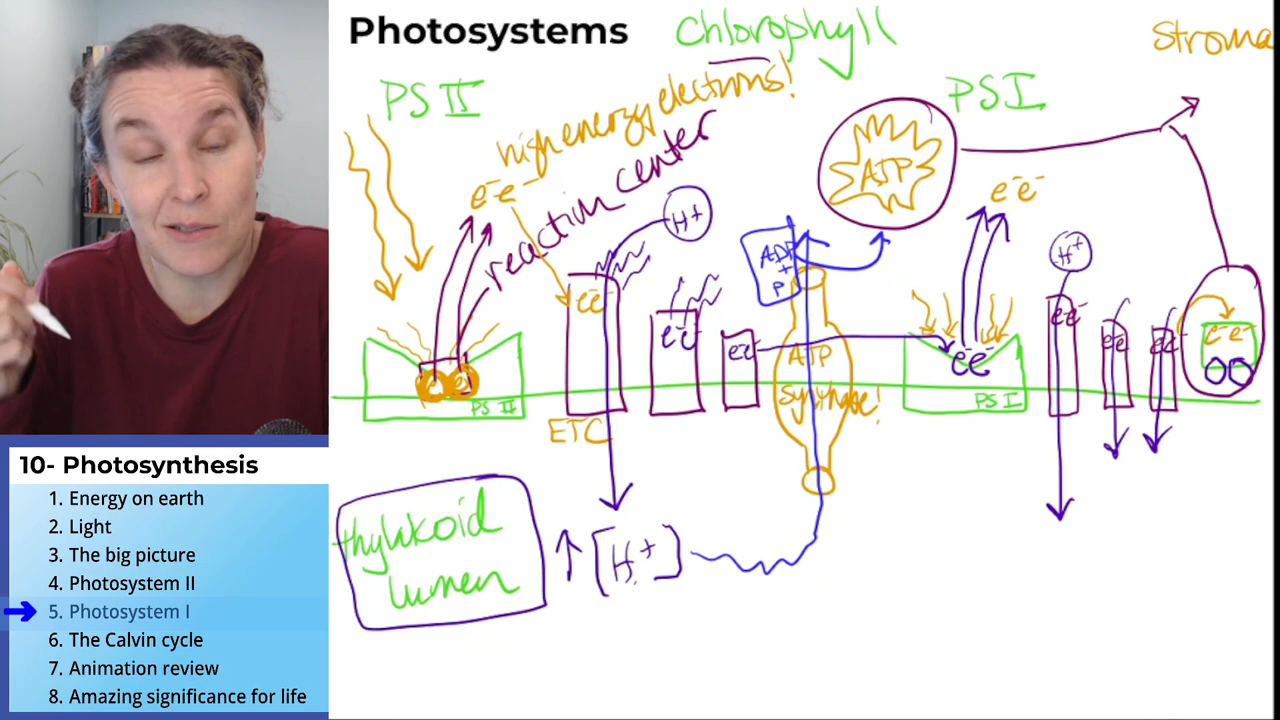 Photosystems
Chlorophyll
Stroma
PS II
high energy electrons!
PS I
reaction center
ATP
e⁻ e⁻
e⁻ e⁻
H+
H+
ADP
+
P
e⁻ e⁻
e⁻ e⁻
e⁻ e⁻
e⁻ e⁻
e⁻ e⁻
e⁻ e⁻
e⁻ e⁻
e⁻ e⁻
e e
ATP
synthase!
PS II
PS I
ETC
thylakoid
lumen
↑ [H+]
10- Photosynthesis
1. Energy on earth
2. Light
3. The big picture
4. Photosystem II
5. Photosystem I
6. The Calvin cycle
7. Animation review
8. Amazing significance for life